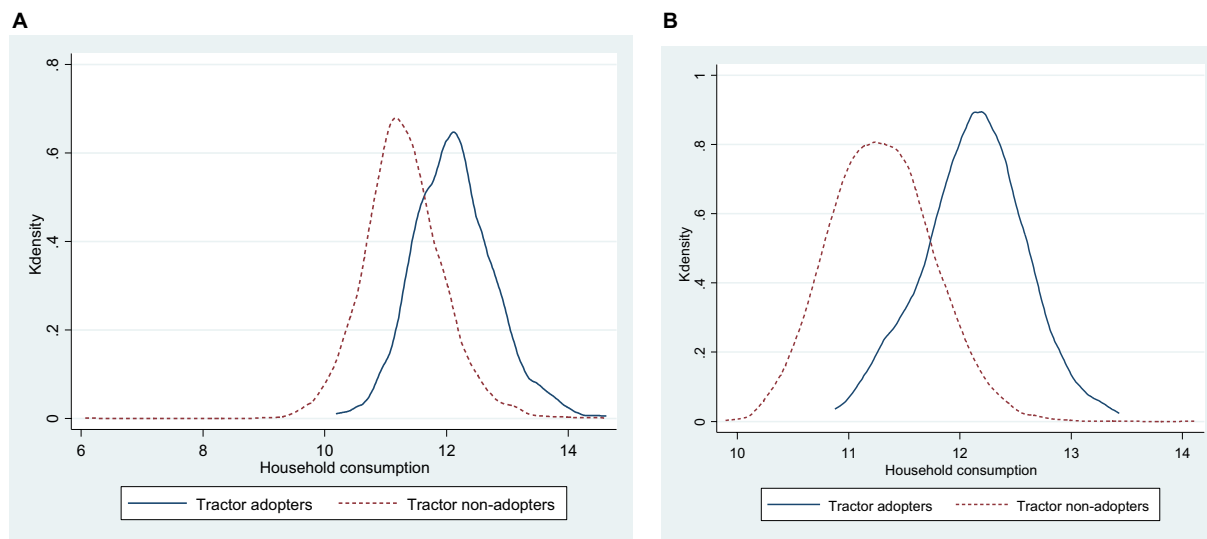 A
.8
.6
.4
.2
0
Kdensity
6 8 10 12 14
Household consumption
Tractor adopters Tractor non-adopters
B
1
.8
.6
.4
.2
0
Kdensity
10 11 12 13 14
Household consumption
Tractor adopters Tractor non-adopters